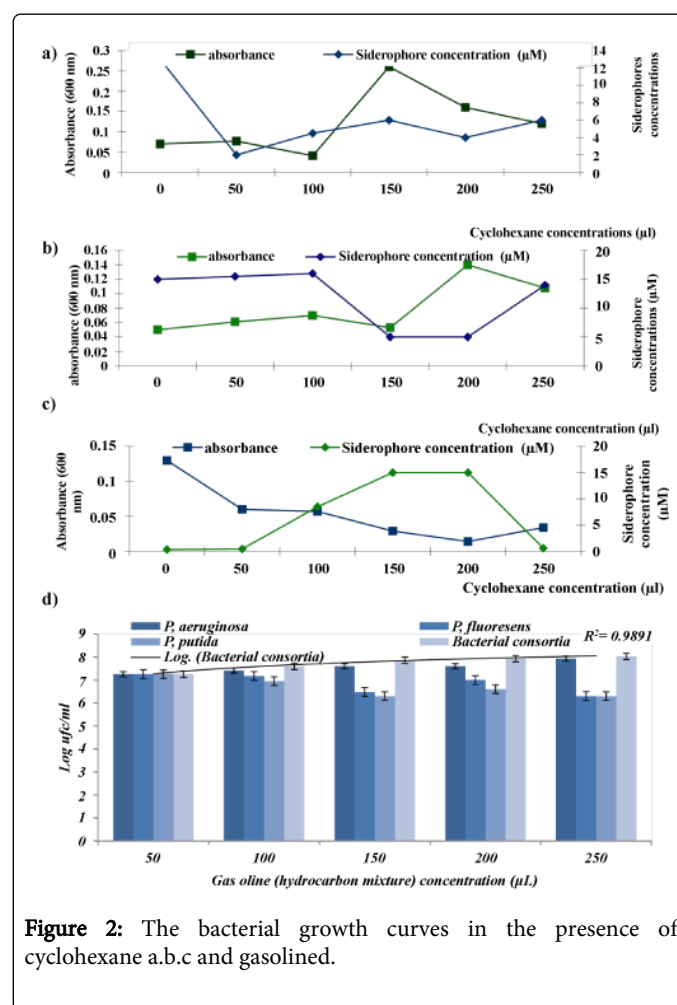 a)
absorbance Siderophore concentration (µM)
Absorbance (600 nm)
0.3
0.25
0.2
0.15
0.1
0.05
0
14
12
10
8
6
4
2
0
Siderophores
concentrations
0 50 100 150 200 250
Cyclohexane concentrations (µl)
b)
absorbance Siderophore concentration (µM)
absorbance (600 nm)
0.16
0.14
0.12
0.1
0.08
0.06
0.04
0.02
0
20
15
10
5
0
Siderophore
concentrations (µM)
0 50 100 150 200 250
Cyclohexane concentration (µl)
c)
absorbance Siderophore concentration (µM)
Absorbance (600
nm)
0.15
0.1
0.05
0
20
15
10
5
0
Siderophore
concentration
(µM)
0 50 100 150 200 250
Cyclohexane concentration (µl)
d)
P, aeruginosa P, fluoresens
P, putida Bacterial consortia
Log. (Bacterial consortia)
R²= 0.9891
Log ufc/ml
9
8
7
6
5
4
3
2
1
0
50 100 150 200 250
Gas oline (hydrocarbon mixture) concentration (µL)
Figure 2: The bacterial growth curves in the presence of
cyclohexane a.b.c and gasolined.